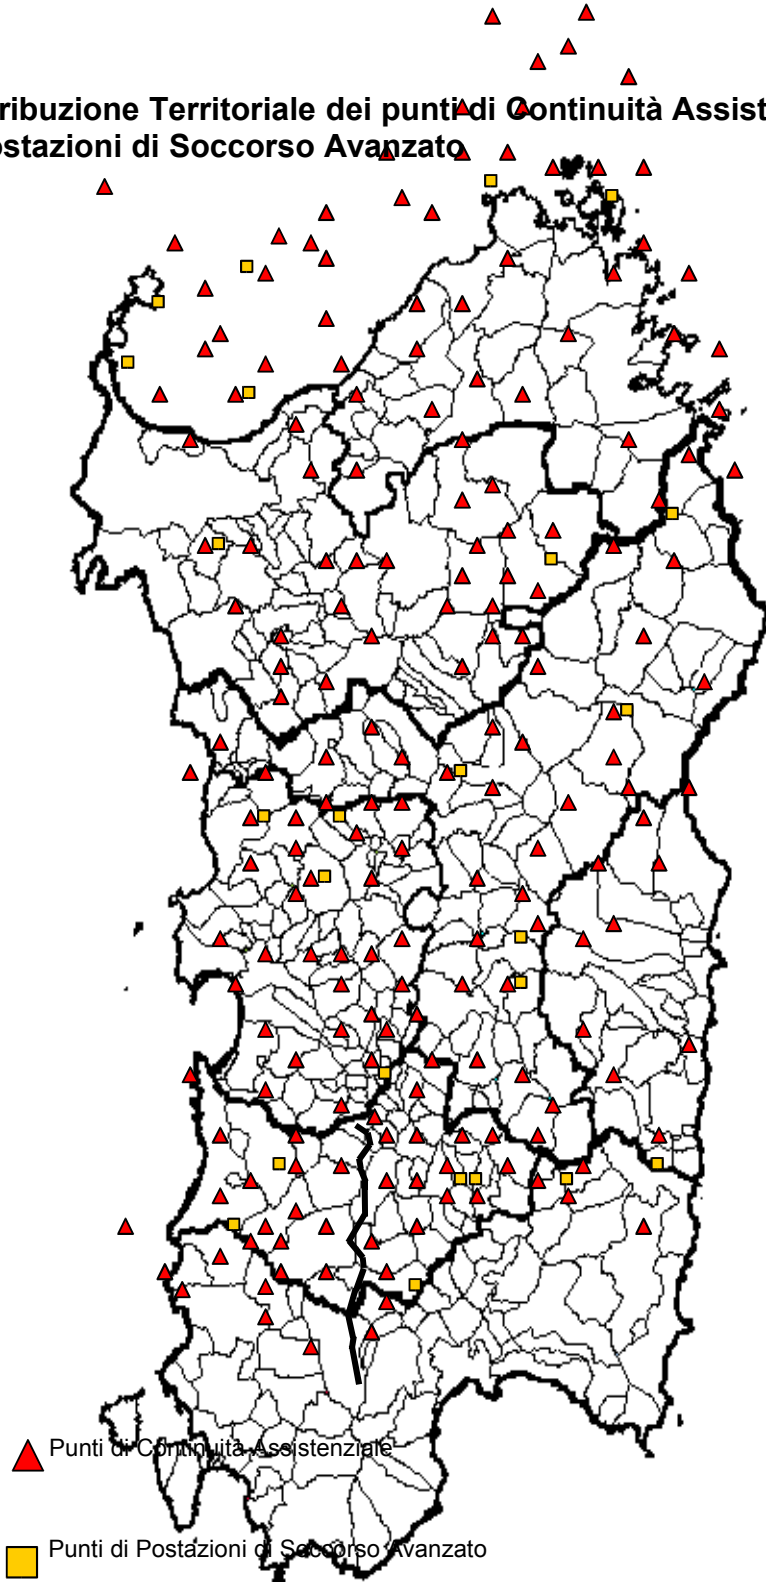 ribuzione Territoriale dei punti di Continuità Assist
ostazioni di Soccorso Avanzato
Punti di Continuità Assistenziale
Punti di Postazioni di Soccorso Avanzato